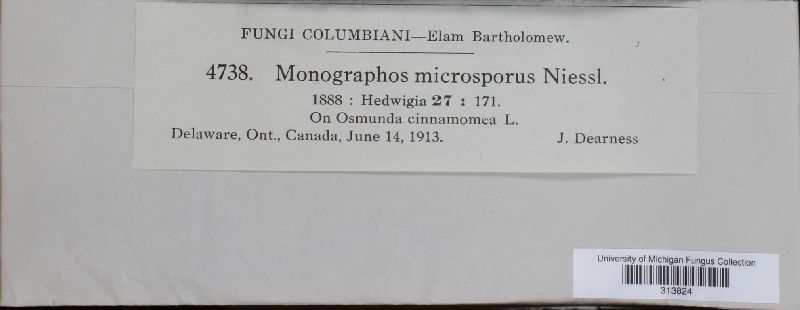 FUNGI COLUMBIANI—Elam Bartholomew.
4738. Monographos microsporus Niessl.
1888 : Hedwigia 27 : 171.
On Osmunda cinnamomea L.
Delaware, Ont., Canada, June 14, 1913. J. Dearness
University of Michigan Fungus Collection
313824